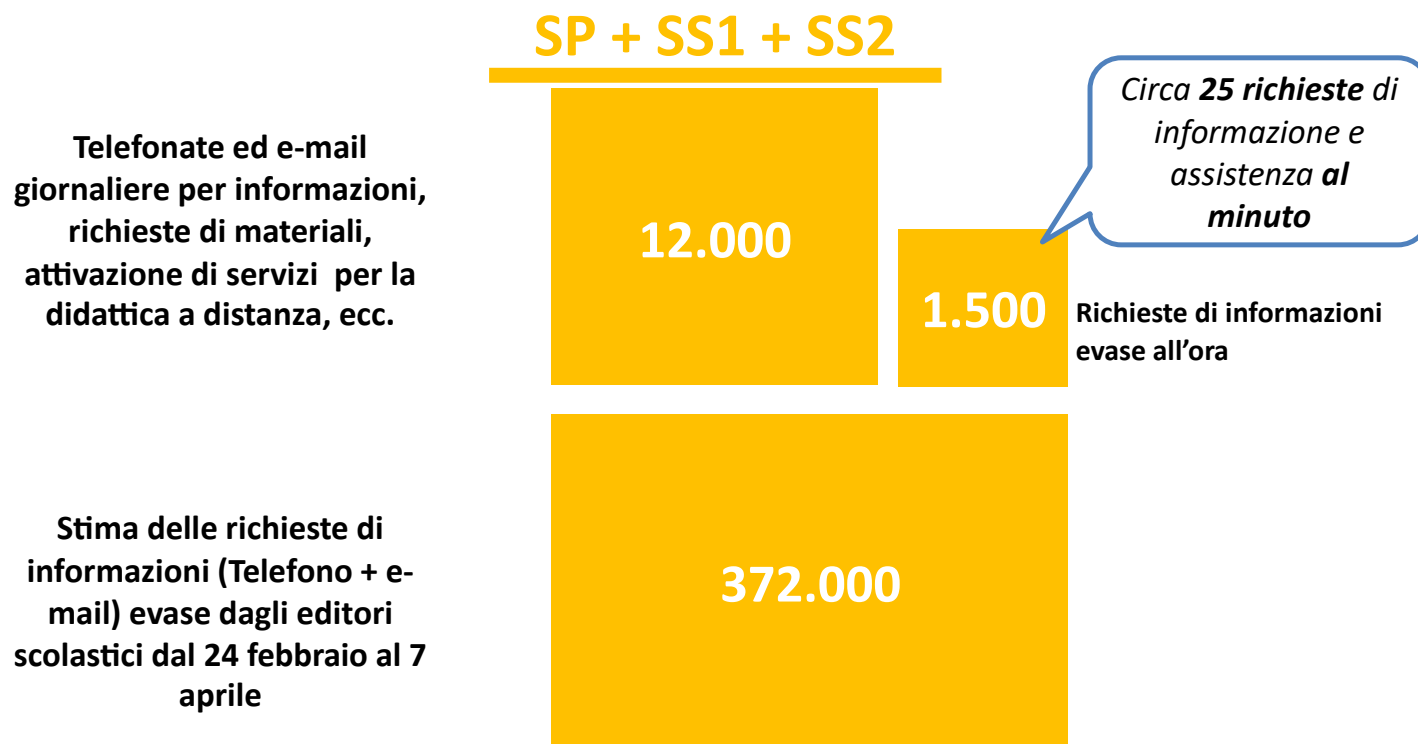 SP + SS1 + SS2
Circa 25 richieste di
informazione e
assistenza al
minuto
Telefonate ed e-mail
giornaliere per informazioni,
richieste di materiali,
attivazione di servizi  per la
didattica a distanza, ecc.
12.000
1.500
Richieste di informazioni
evase all’ora
Stima delle richieste di
informazioni (Telefono + e-
mail) evase dagli editori
scolastici dal 24 febbraio al 7
aprile
372.000